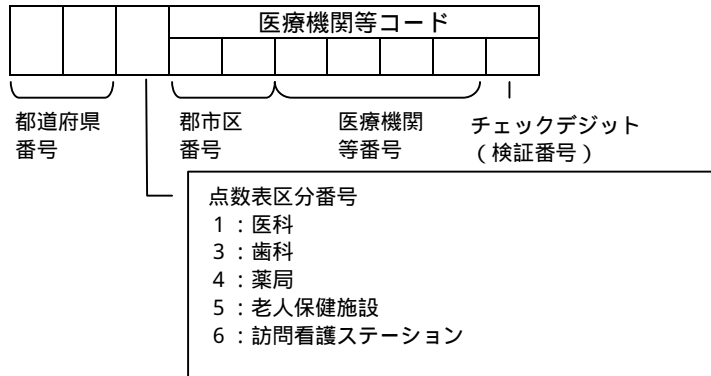 医療機関等コード
都道府県
番号
郡市区
番号
医療機関
等番号
チェックデジット
(検証番号)
点数表区分番号
1:医科
3:歯科
4:薬局
5:老人保健施設
6:訪問看護ステーション